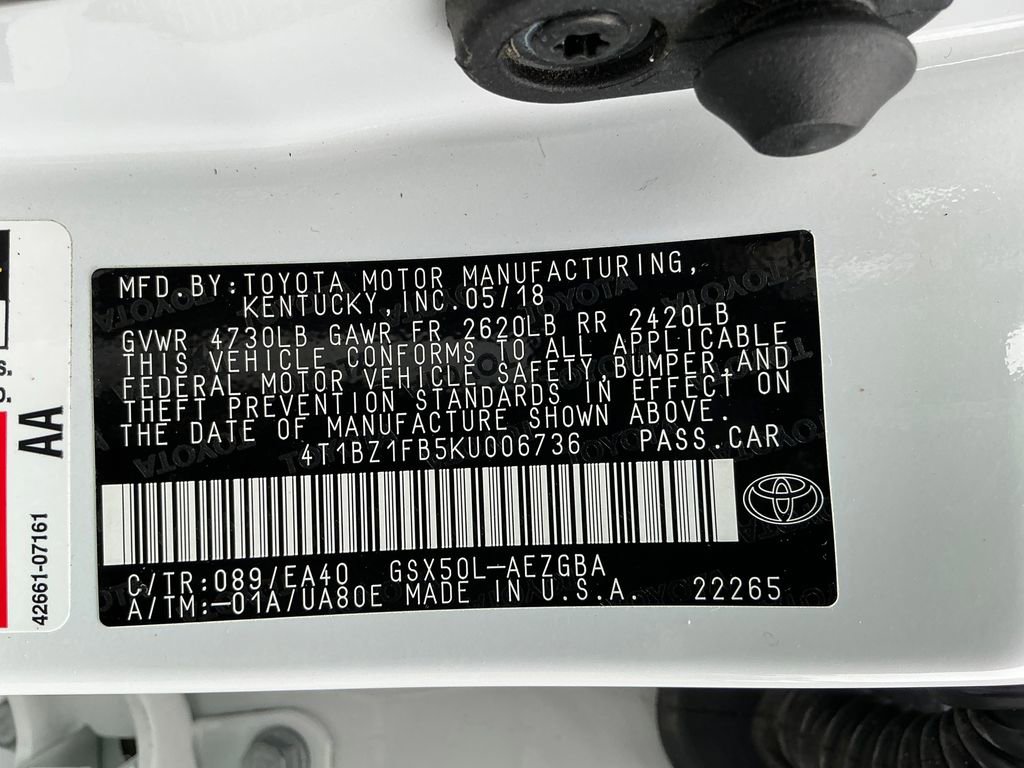 MFD.BY:TOYOTA MOTOR MANUFACTURING,
KENTUCKY,INC.05/18
GVWR 4730LB GAWR FR 2620LB RR 2420LB
THIS VEHICLE CONFORMS TO ALL APPLICABLE
FEDERAL MOTOR VEHICLE SAFETY,BUMPER,AND
THEFT PREVENTION STANDARDS IN EFFECT ON
THE DATE OF MANUFACTURE SHOWN ABOVE.
4T1BZ1FB5KU006736 PASS.CAR
C/TR:089/EA40 GSX50L-AEZGBA
A/TM:-01A/UA80E MADE IN U.S.A. 22265
AA
42661-07161